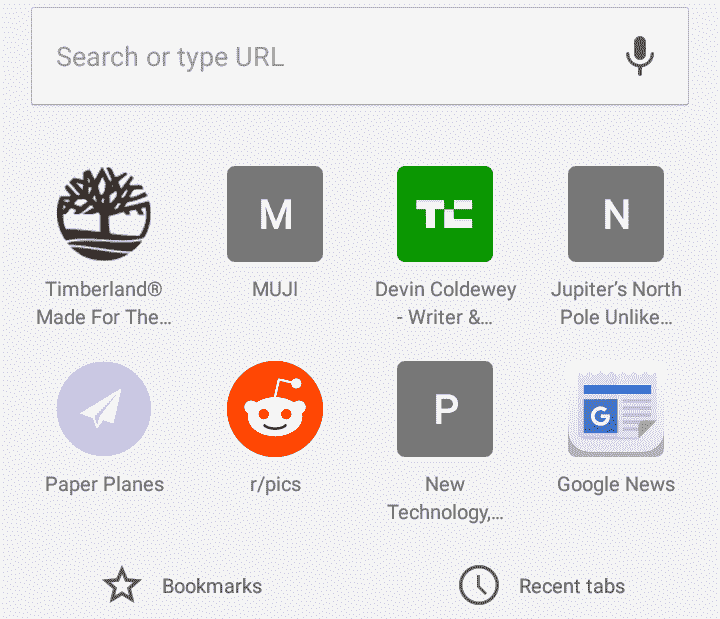 Search or type URL
M
TC
N
Timberland®
Made For The...
MUJI
Devin Coldewey
- Writer &...
Jupiter’s North
Pole Unlike...
P
G
Paper Planes
r/pics
New
Technology,...
Google News
Bookmarks
Recent tabs